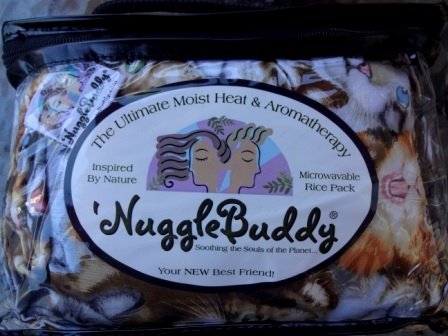 'NuggleBuddy
The Ultimate Moist Heat & Aromatherapy
Inspired
By Nature
Microwavable
Rice Pack
'NuggleBuddy®
Soothing the Souls of the Planet...
Your NEW Best Friend!